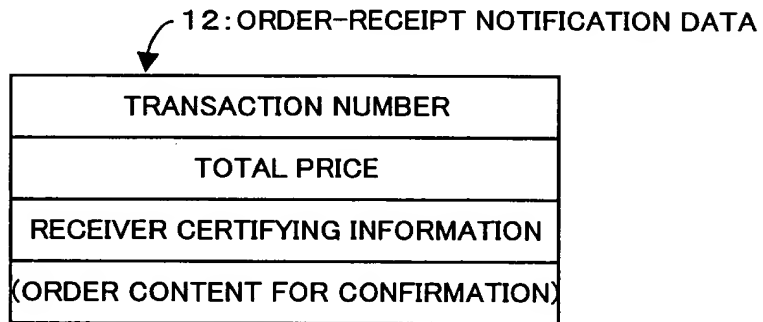 12:ORDER-RECEIPT NOTIFICATION DATA
TRANSACTION NUMBER
TOTAL PRICE
RECEIVER CERTIFYING INFORMATION
(ORDER CONTENT FOR CONFIRMATION)